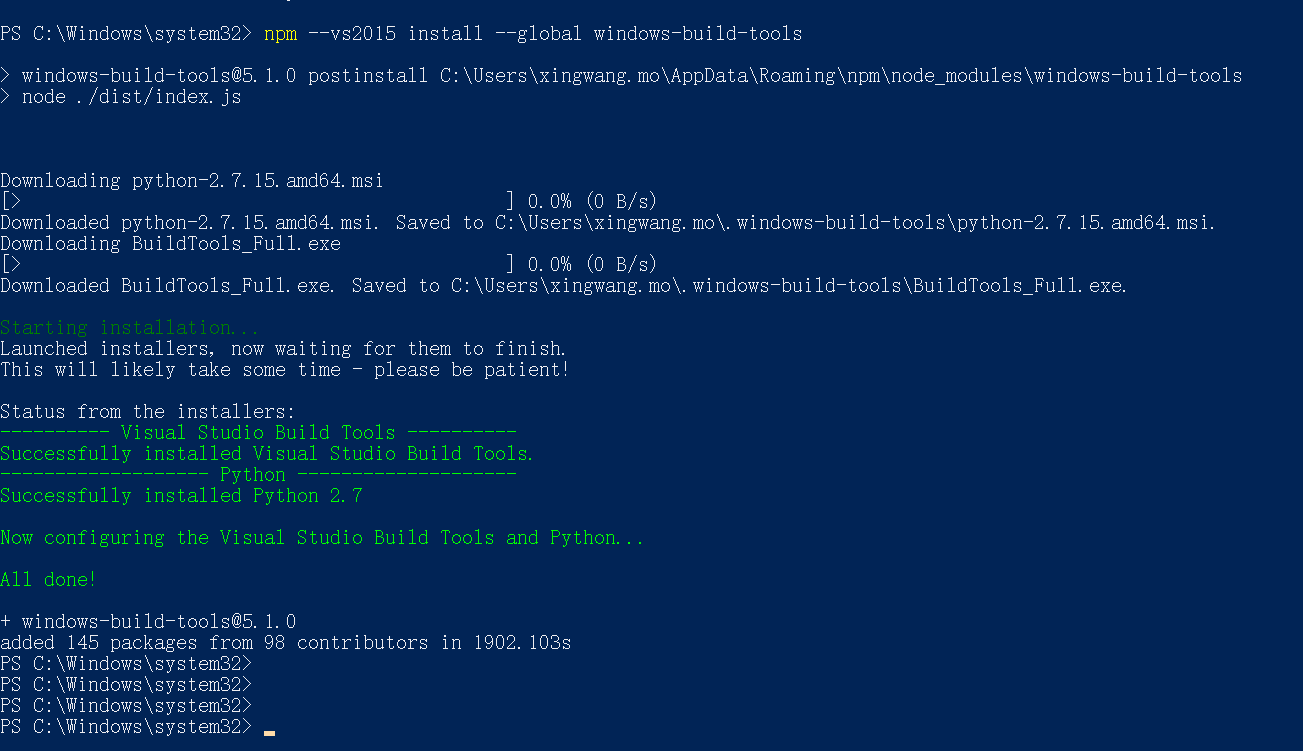 PS C:\Windows\system32> npm --vs2015 install --global windows-build-tools
> windows-build-tools@5.1.0 postinstall C:\Users\xingwang.mo\AppData\Roaming\npm\node_modules\windows-build-tools
> node ./dist/index.js
Downloading python-2.7.15.amd64.msi
[> ] 0.0% (0 B/s)
Downloaded python-2.7.15.amd64.msi. Saved to C:\Users\xingwang.mo\.windows-build-tools\python-2.7.15.amd64.msi.
Downloading BuildTools_Full.exe
[> ] 0.0% (0 B/s)
Downloaded BuildTools_Full.exe. Saved to C:\Users\xingwang.mo\.windows-build-tools\BuildTools_Full.exe.
Starting installation...
Launched installers, now waiting for them to finish.
This will likely take some time - please be patient!
Status from the installers:
---------- Visual Studio Build Tools ----------
Successfully installed Visual Studio Build Tools.
------------------- Python --------------------
Successfully installed Python 2.7
Now configuring the Visual Studio Build Tools and Python...
All done!
+ windows-build-tools@5.1.0
added 145 packages from 98 contributors in 1902.103s
PS C:\Windows\system32>
PS C:\Windows\system32>
PS C:\Windows\system32>
PS C:\Windows\system32>